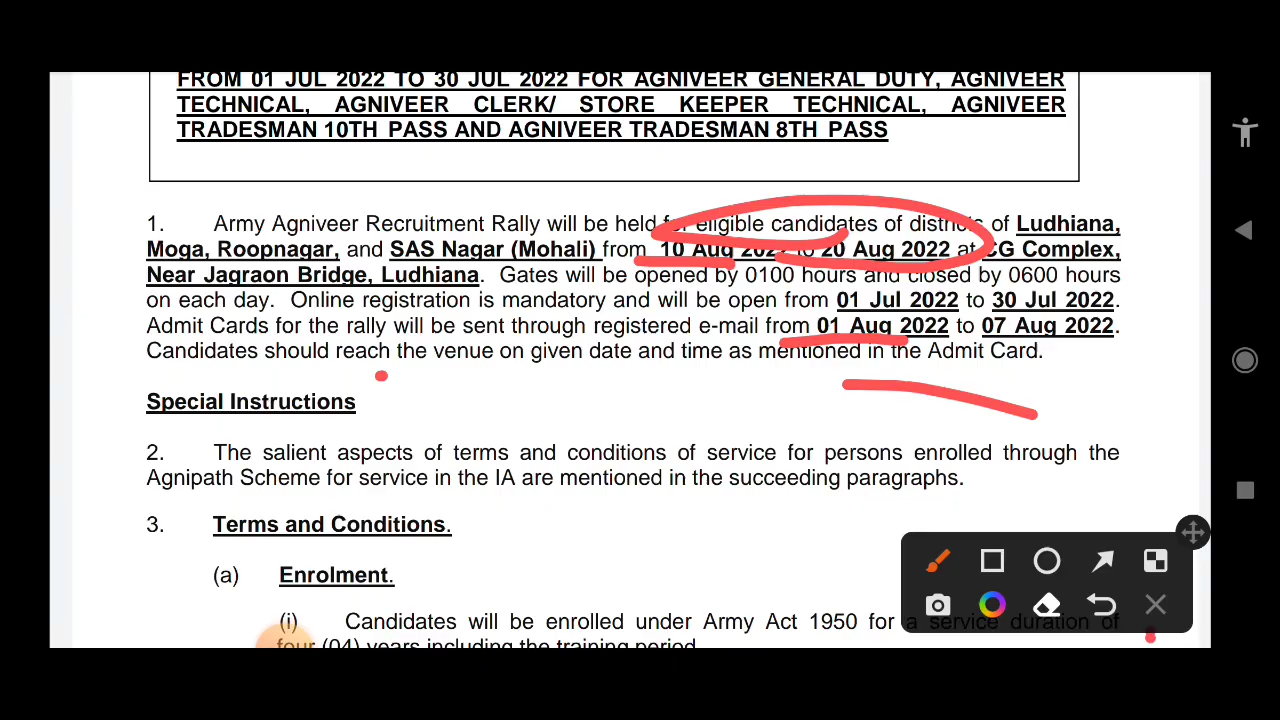 FROM 01 JUL 2022 TO 30 JUL 2022 FOR AGNIVEER GENERAL DUTY, AGNIVEER
TECHNICAL, AGNIVEER CLERK/ STORE KEEPER TECHNICAL, AGNIVEER
TRADESMAN 10TH PASS AND AGNIVEER TRADESMAN 8TH PASS
1. Army Agniveer Recruitment Rally will be held for eligible candidates of districts of Ludhiana,
Moga, Roopnagar, and SAS Nagar (Mohali) from 10 Aug 2022 to 20 Aug 2022 at CG Complex,
Near Jagraon Bridge, Ludhiana. Gates will be opened by 0100 hours and closed by 0600 hours
on each day. Online registration is mandatory and will be open from 01 Jul 2022 to 30 Jul 2022.
Admit Cards for the rally will be sent through registered e-mail from 01 Aug 2022 to 07 Aug 2022.
Candidates should reach the venue on given date and time as mentioned in the Admit Card.
Special Instructions
2. The salient aspects of terms and conditions of service for persons enrolled through the
Agnipath Scheme for service in the IA are mentioned in the succeeding paragraphs.
3. Terms and Conditions.
(a) Enrolment.
(i) Candidates will be enrolled under Army Act 1950 for a service duration of
four (04) years including the training period.